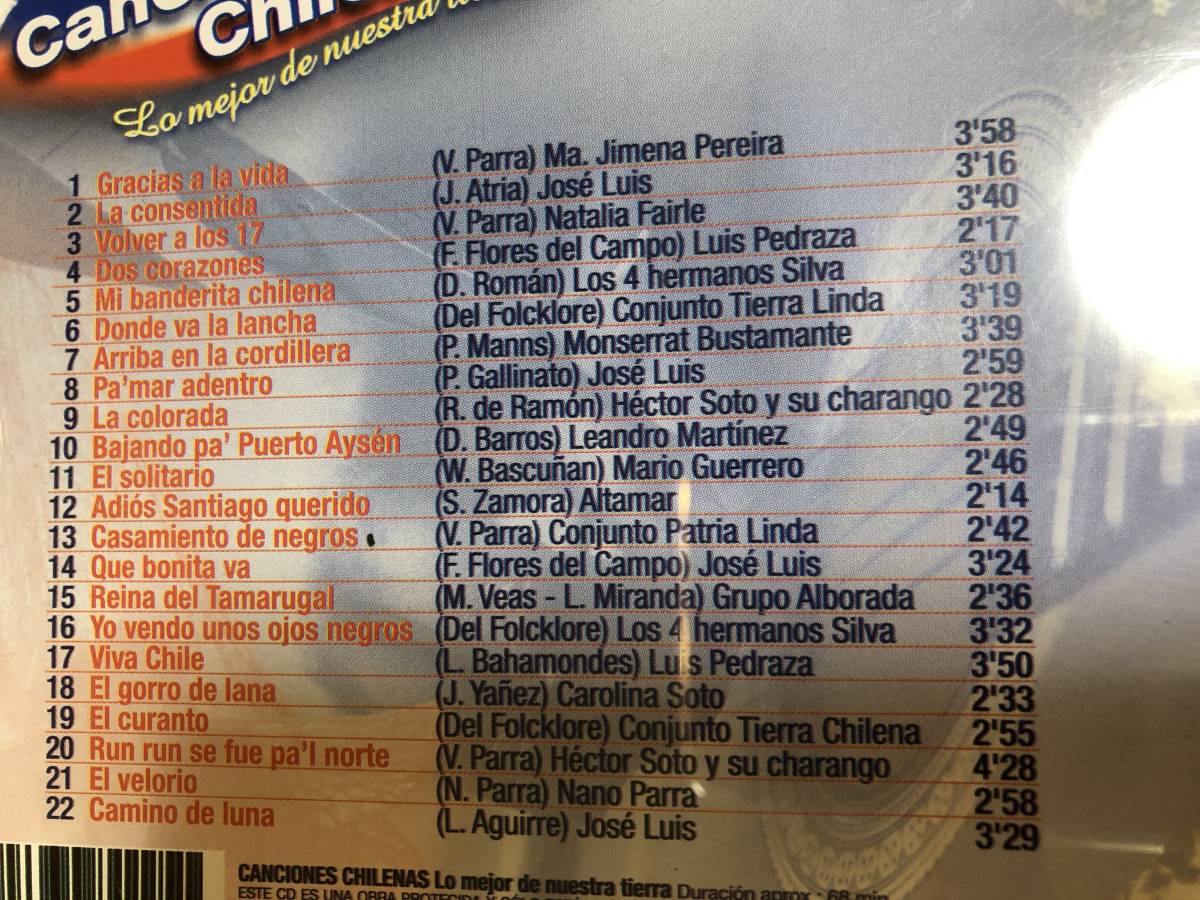 Lo mejor de nuestra
1 Gracias a la vida (V. Parra) Ma. Jimena Pereira 3'58
2 La consentida (J. Atria) José Luis 3'16
3 Volver a los 17 (V. Parra) Natalia Fairle 3'40
4 Dos corazones (F. Flores del Campo) Luis Pedraza 2'17
5 Mi banderita chilena (D. Román) Los 4 hermanos Silva 3'01
6 Donde va la lancha (Del Folcklore) Conjunto Tierra Linda 3'19
7 Arriba en la cordillera (P. Manns) Monserrat Bustamante 3'39
8 Pa'mar adentro (P. Gallinato) José Luis 2'59
9 La colorada (R. de Ramón) Héctor Soto y su charango 2'28
10 Bajando pa' Puerto Aysén (D. Barros) Leandro Martínez 2'49
11 El solitario (W. Bascuñan) Mario Guerrero 2'46
12 Adiós Santiago querido (S. Zamora) Altamar 2'14
13 Casamiento de negros (V. Parra) Conjunto Patria Linda 2'42
14 Que bonita va (F. Flores del Campo) José Luis 3'24
15 Reina del Tamarugal (M. Veas - L. Miranda) Grupo Alborada 2'36
16 Yo vendo unos ojos negros (Del Folcklore) Los 4 hermanos Silva 3'32
17 Viva Chile (L. Bahamondes) Luis Pedraza 3'50
18 El gorro de lana (J. Yañez) Carolina Soto 2'33
19 El curanto (Del Folcklore) Conjunto Tierra Chilena 2'55
20 Run run se fue pa'l norte (V. Parra) Héctor Soto y su charango 4'28
21 El velorio (N. Parra) Nano Parra 2'58
22 Camino de luna (L. Aguirre) José Luis 3'29
CANCIONES CHILENAS Lo mejor de nuestra tierra Duración aprox.: 68 min
ESTE CD ES UNA OBRA PROTEGIDA Y